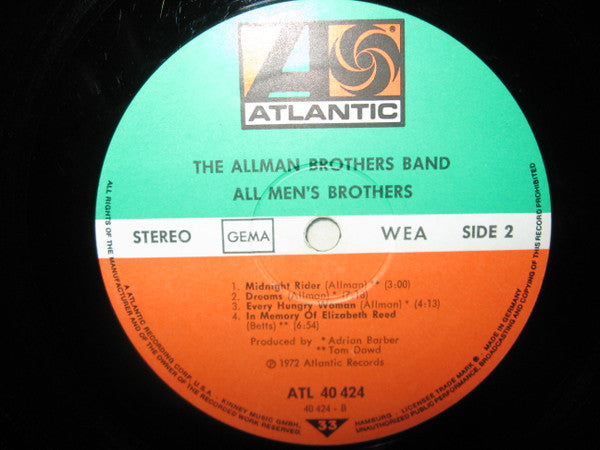 ATLANTIC
THE ALLMAN BROTHERS BAND
ALL MEN'S BROTHERS
STEREO GEMA WEA SIDE 2
1. Midnight Rider (Allman) * (3:00)
2. Dreams (Allman) * (7:18)
3. Every Hungry Woman (Allman) * (4:13)
4. In Memory Of Elizabeth Reed
(Betts) ** (6:54)
Produced by * Adrian Barber
** Tom Dowd
℗ 1972 Atlantic Records
ATL 40 424
40 424 - B
33
ALL RIGHTS OF THE MANUFACTURER AND OF THE OWNER OF THE RECORDED WORK RESERVED
UNAUTHORIZED PUBLIC PERFORMANCE, BROADCASTING AND COPYING OF THIS RECORD PROHIBITED
A. ATLANTIC RECORDING CORP., U.S.A. - KINNEY MUSIC GMBH, HAMBURG - LICENSEE TRADE MARK ® MADE IN GERMANY